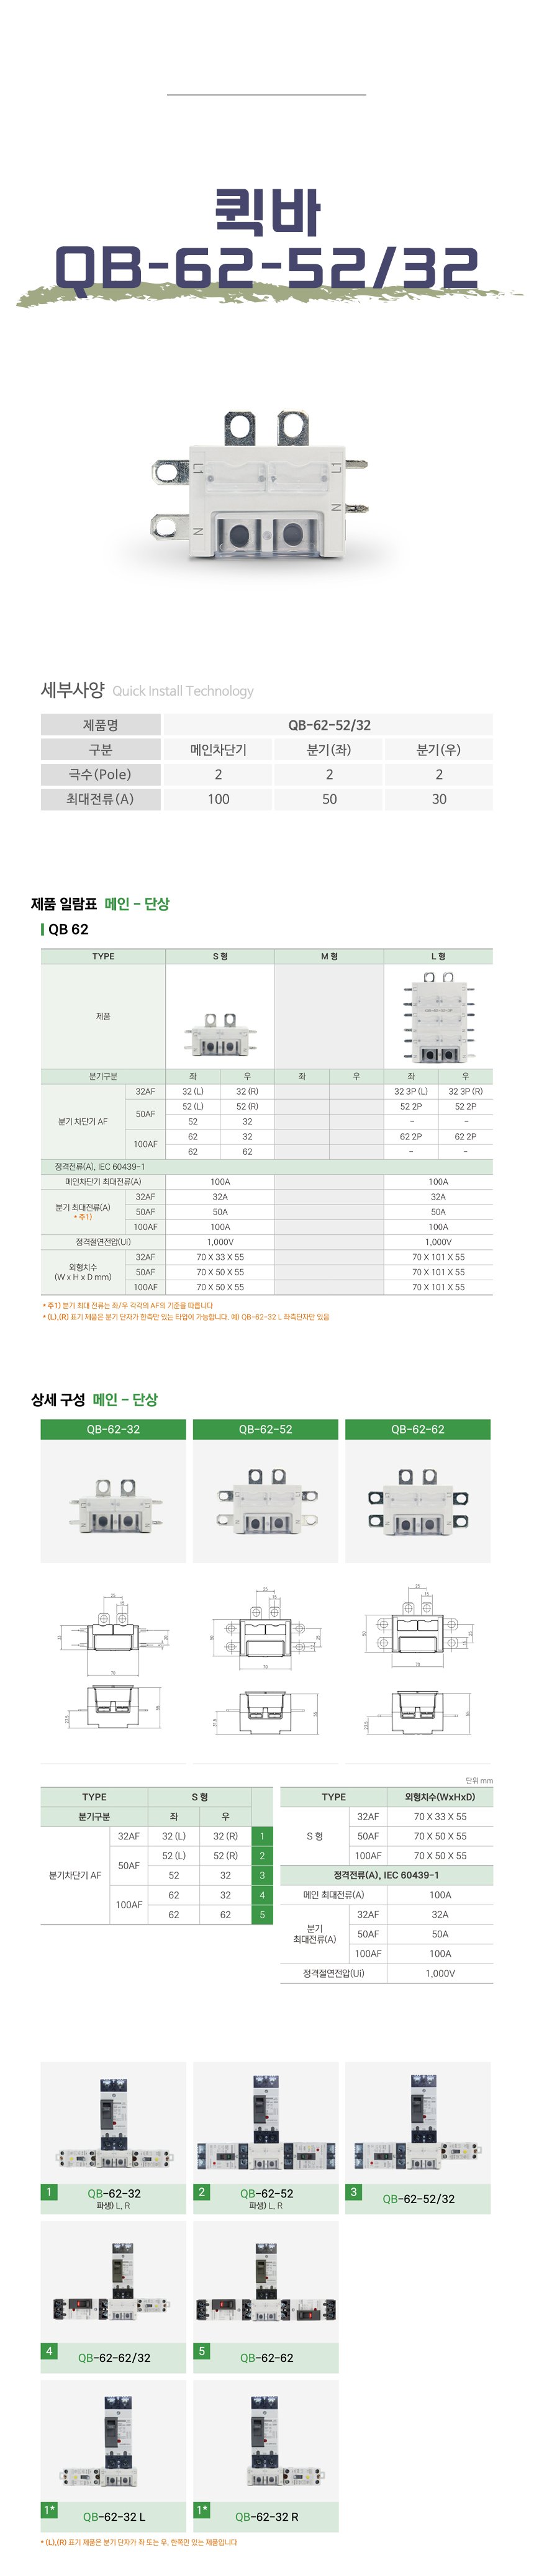 퀵바
QB-62-52/32
L1
L1
N
N
세부사양 Quick Install Technology
제품명 QB-62-52/32
구분 메인차단기 분기(좌) 분기(우)
극수(Pole) 2 2 2
최대전류(A) 100 50 30
제품 일람표 메인 - 단상
QB 62
TYPE S 형 M 형 L 형
제품
분기구분 좌 우 좌 우 좌 우
분기 차단기 AF 32AF 32 (L) 32 (R) 32 3P (L) 32 3P (R)
50AF 52 (L) 52 (R) 52 2P 52 2P
52 32 - -
100AF 62 32 62 2P 62 2P
62 62 - -
정격전류(A), IEC 60439-1
메인차단기 최대전류(A) 100A 100A
분기 최대전류(A) 32AF 32A 32A
* 주1) 50AF 50A 50A
100AF 100A 100A
정격절연전압(Ui) 1,000V 1,000V
외형치수 32AF 70 X 33 X 55 70 X 101 X 55
(W x H x D mm) 50AF 70 X 50 X 55 70 X 101 X 55
100AF 70 X 50 X 55 70 X 101 X 55
* 주1) 분기 최대 전류는 좌/우 각각의 AF의 기준을 따릅니다
* (L),(R) 표기 제품은 분기 단자가 한측만 있는 타입이 가능합니다. 예) QB-62-32 L 좌측단자만 있음
상세 구성 메인 - 단상
QB-62-32 QB-62-52 QB-62-62
25 25 25
15 15 15
70 70 70
단위 mm
TYPE S 형
분기구분 좌 우
분기차단기 AF 32AF 32 (L) 32 (R) 1
50AF 52 (L) 52 (R) 2
52 32 3
100AF 62 32 4
62 62 5
TYPE 외형치수(WxHxD)
S 형 32AF 70 X 33 X 55
50AF 70 X 50 X 55
100AF 70 X 50 X 55
정격전류(A), IEC 60439-1
메인 최대전류(A) 100A
분기
최대전류(A) 32AF 32A
50AF 50A
100AF 100A
정격절연전압(Ui) 1,000V
1 QB-62-32
파생) L, R
2 QB-62-52
파생) L, R
3 QB-62-52/32
4 QB-62-62/32
5 QB-62-62
1* QB-62-32 L
1* QB-62-32 R
* (L),(R) 표기 제품은 분기 단자가 좌 또는 우, 한쪽만 있는 제품입니다